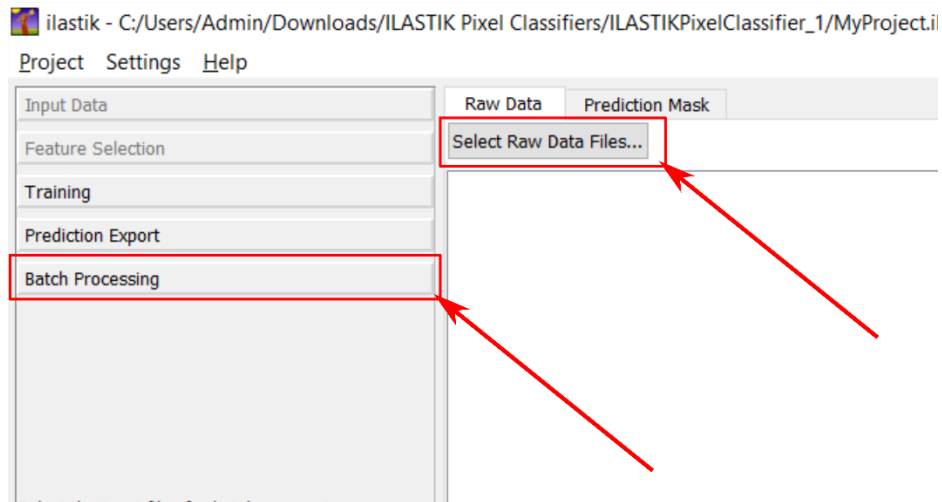 ilastik - C:/Users/Admin/Downloads/ILASTIK Pixel Classifiers/ILASTIKPixelClassifier_1/MyProject.il
Project Settings Help
Input Data
Feature Selection
Training
Prediction Export
Batch Processing
Raw Data Prediction Mask
Select Raw Data Files...